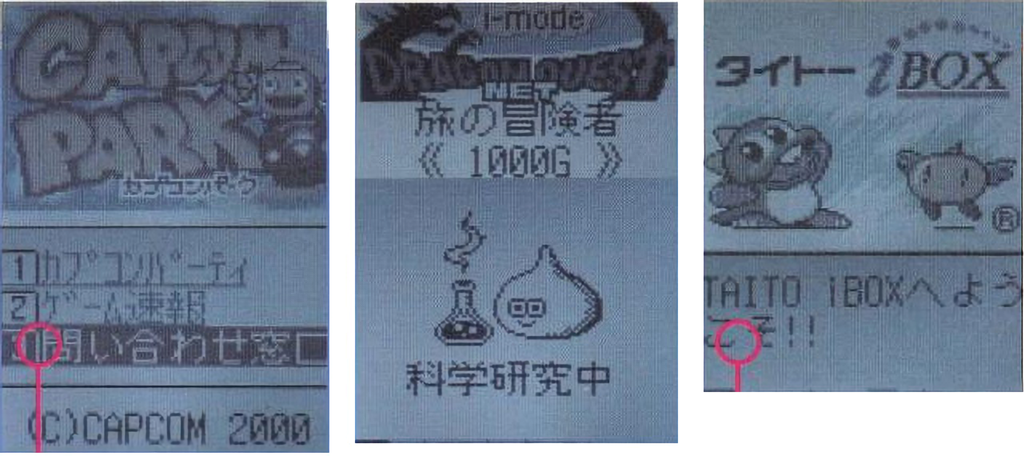 CAPCOM
PARK
カプコンパーク
1 カプコンパーティ
2 ゲーム速報
問い合わせ窓口
(C)CAPCOM 2000
i-mode
DRAGON QUEST
NET
旅の冒険者
《 1000G 》
科学研究中
タイトー iBOX
®
TAITO iBOXへよう
こそ!!